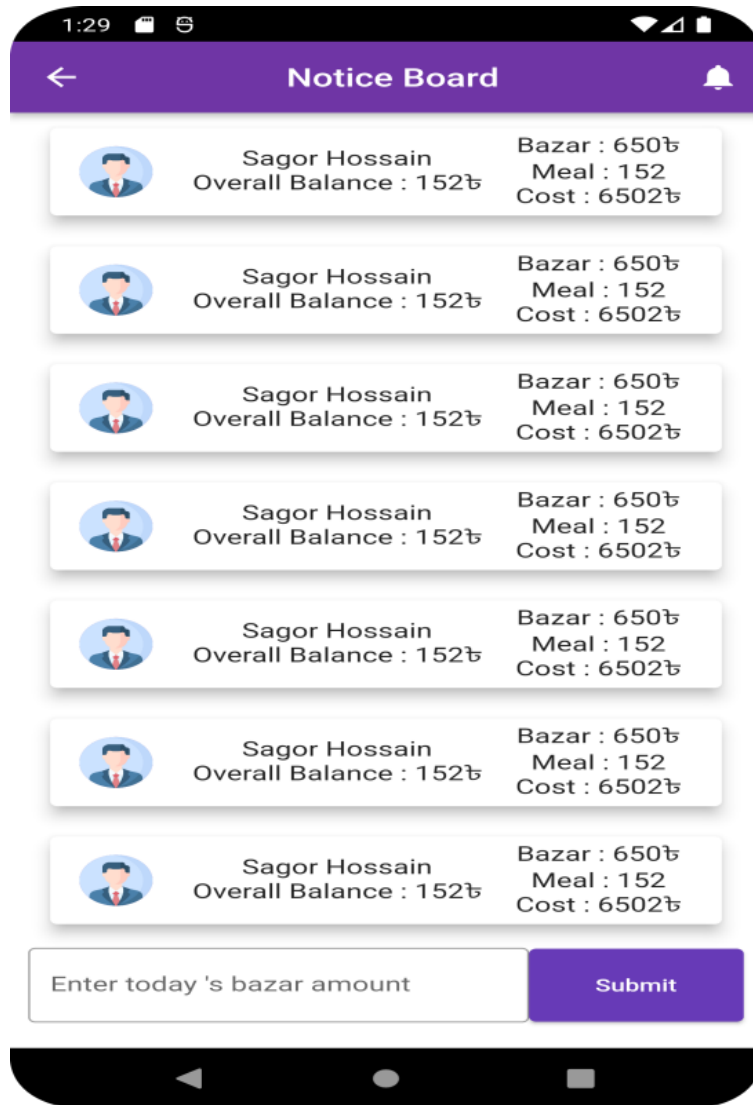 1:29
Notice Board
Sagor Hossain
Overall Balance : 152৳
Bazar : 650৳
Meal : 152
Cost : 6502৳
Sagor Hossain
Overall Balance : 152৳
Bazar : 650৳
Meal : 152
Cost : 6502৳
Sagor Hossain
Overall Balance : 152৳
Bazar : 650৳
Meal : 152
Cost : 6502৳
Sagor Hossain
Overall Balance : 152৳
Bazar : 650৳
Meal : 152
Cost : 6502৳
Sagor Hossain
Overall Balance : 152৳
Bazar : 650৳
Meal : 152
Cost : 6502৳
Sagor Hossain
Overall Balance : 152৳
Bazar : 650৳
Meal : 152
Cost : 6502৳
Sagor Hossain
Overall Balance : 152৳
Bazar : 650৳
Meal : 152
Cost : 6502৳
Enter today 's bazar amount
Submit